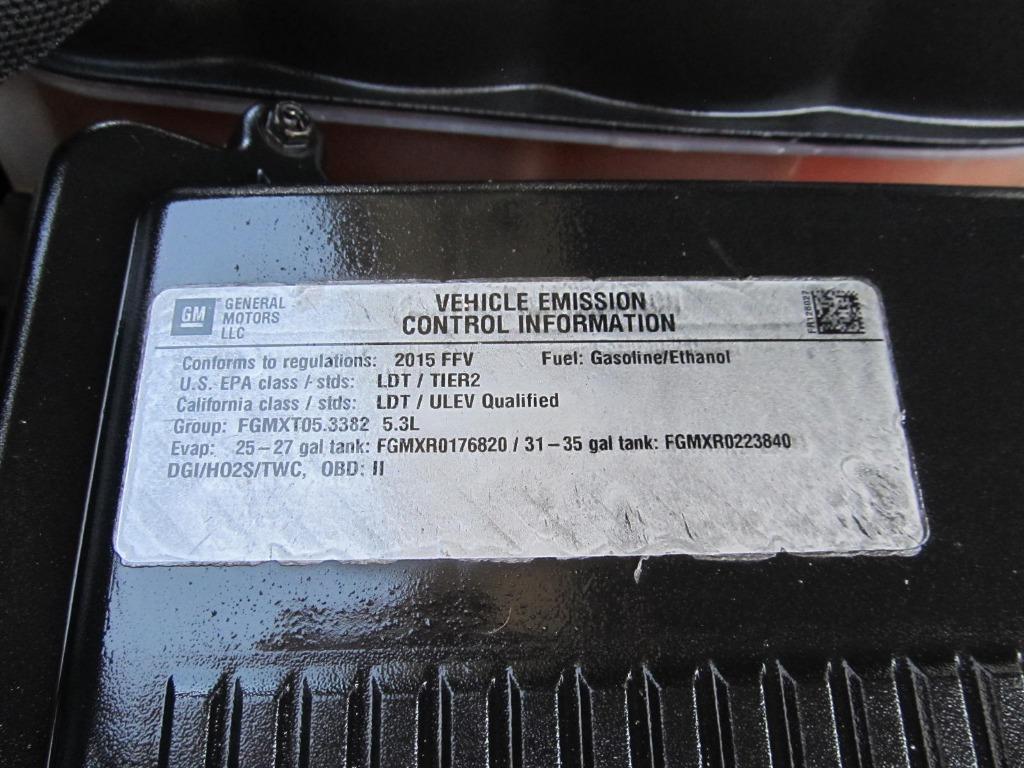 GM GENERAL MOTORS LLC
VEHICLE EMISSION
CONTROL INFORMATION
Conforms to regulations: 2015 FFV Fuel: Gasoline/Ethanol
U.S. EPA class / stds: LDT / TIER2
California class / stds: LDT / ULEV Qualified
Group: FGMXT05.3382 5.3L
Evap: 25–27 gal tank: FGMXR0176820 / 31–35 gal tank: FGMXR0223840
DGI/HO2S/TWC, OBD: II